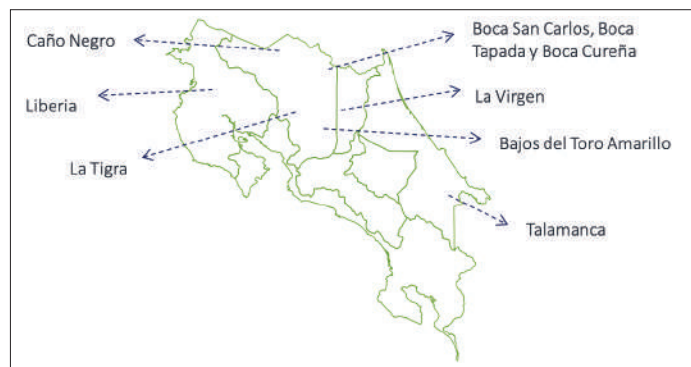 Caño Negro
Liberia
La Tigra
Boca San Carlos, Boca
Tapada y Boca Cureña
La Virgen
Bajos del Toro Amarillo
Talamanca